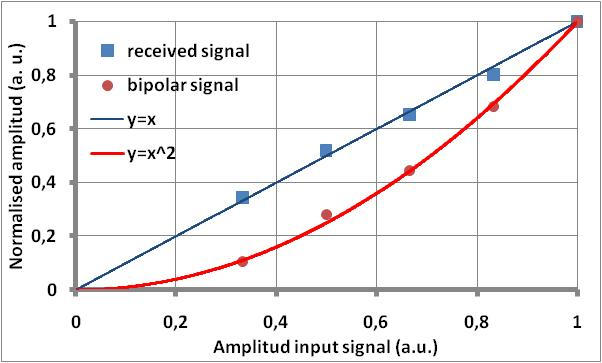 1
0,8
0,6
0,4
0,2
0
Normalised amplitud (a. u.)
received signal
bipolar signal
y=x
y=x^2
0 0,2 0,4 0,6 0,8 1
Amplitud input signal (a.u.)